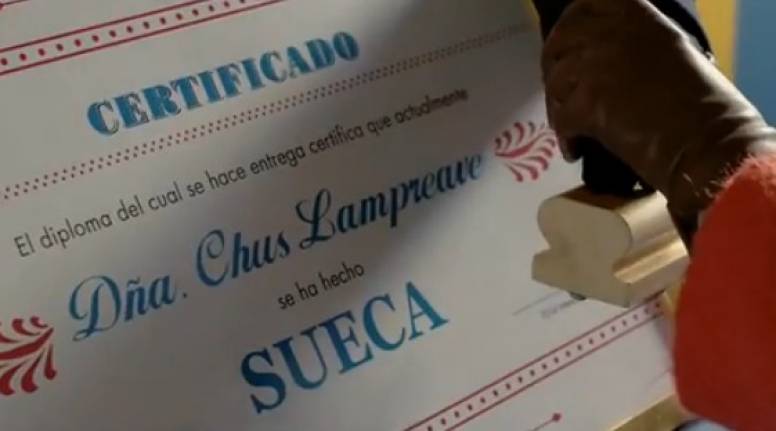 CERTIFICADO
El diploma del cual se hace entrega certifica que actualmente
Dña. Chus Lampreave
se ha hecho
SUECA